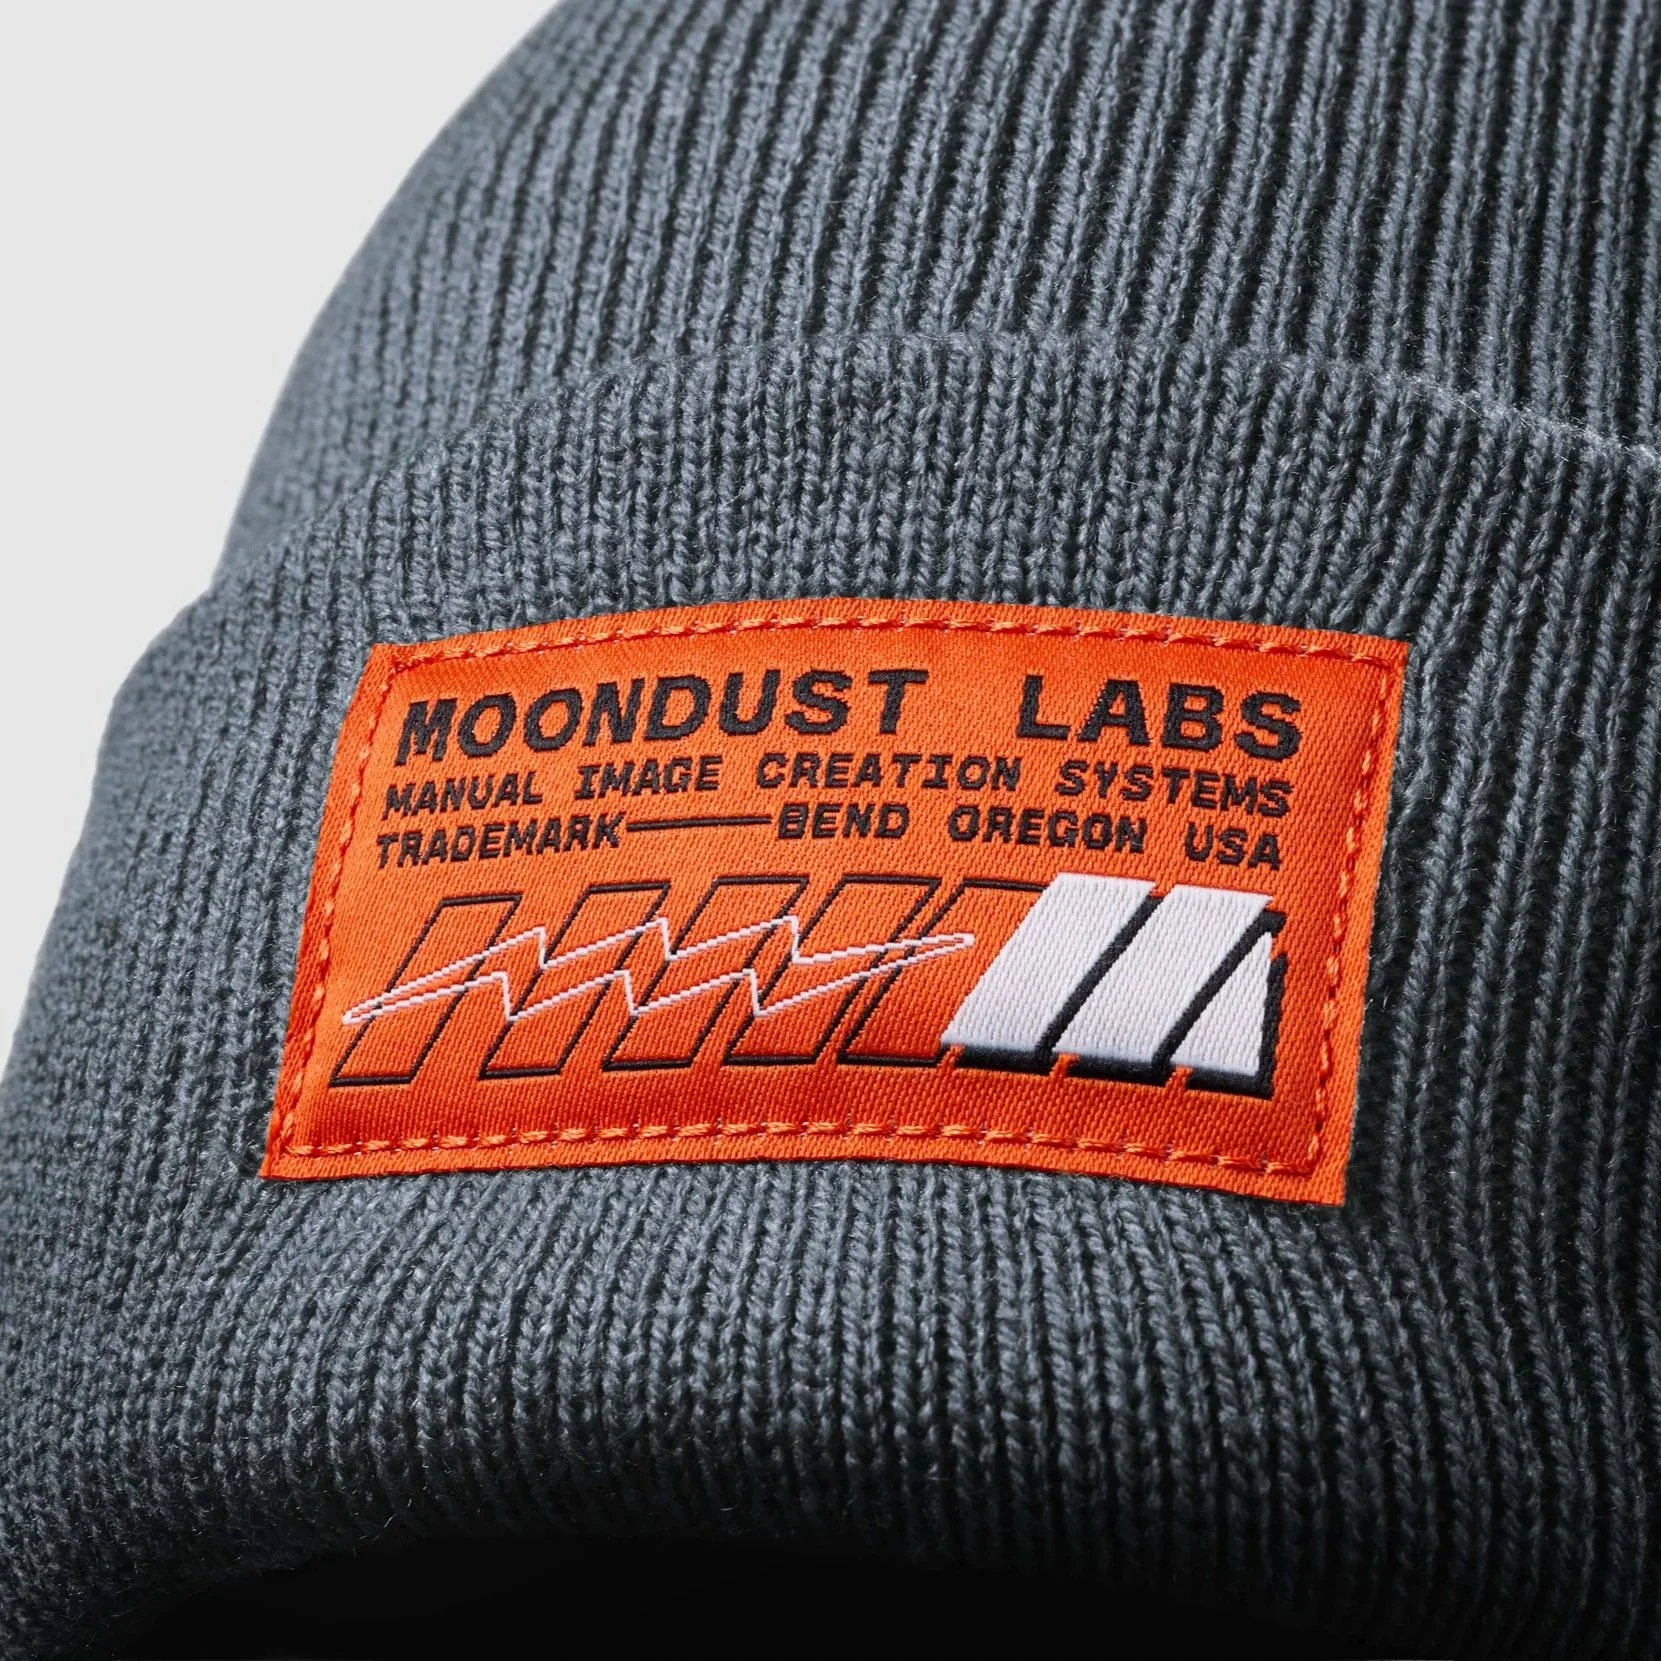 MOONDUST LABS
MANUAL IMAGE CREATION SYSTEMS
TRADEMARK——BEND OREGON USA